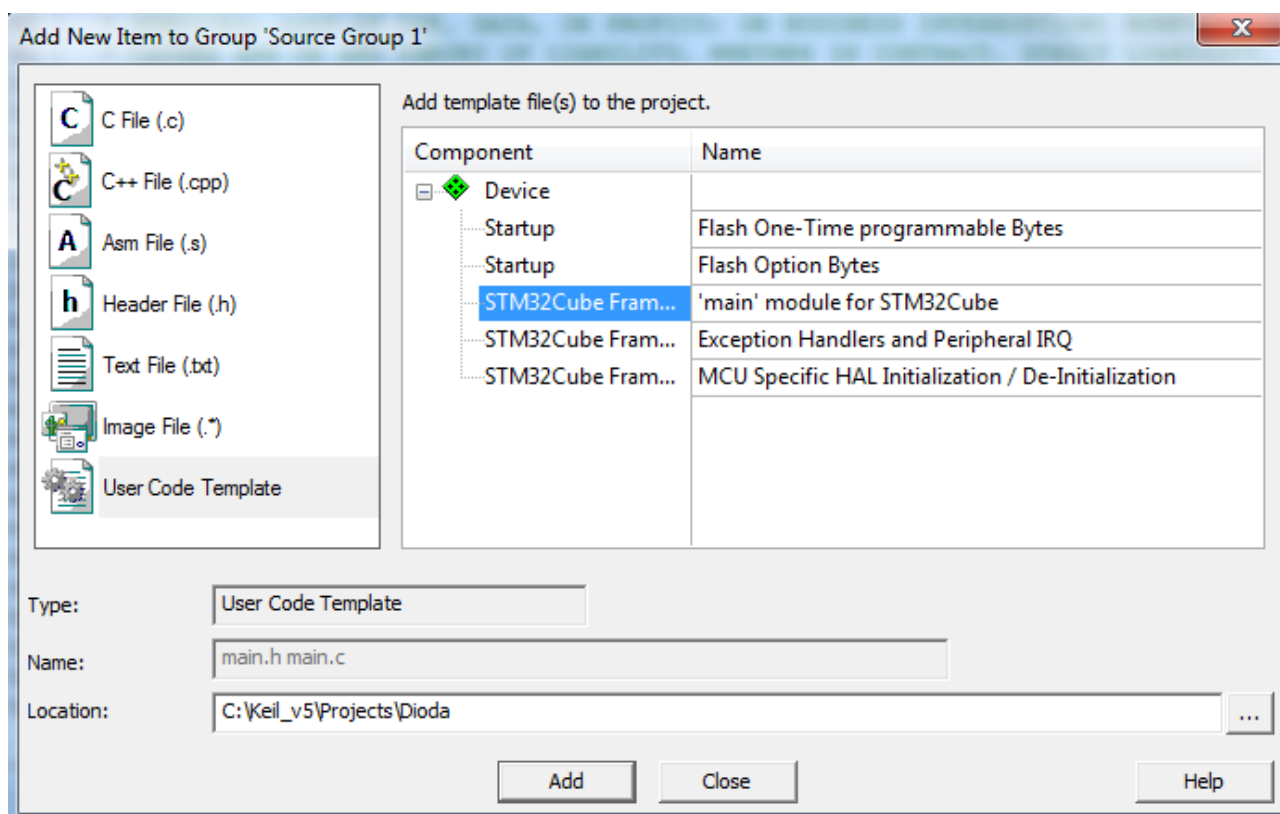 Add New Item to Group 'Source Group 1'
C File (.c)
C++ File (.cpp)
Asm File (.s)
Header File (.h)
Text File (.txt)
Image File (.*)
User Code Template
Add template file(s) to the project.
Component Name
Device
Startup Flash One-Time programmable Bytes
Startup Flash Option Bytes
STM32Cube Fram... 'main' module for STM32Cube
STM32Cube Fram... Exception Handlers and Peripheral IRQ
STM32Cube Fram... MCU Specific HAL Initialization / De-Initialization
Type: User Code Template
Name: main.h main.c
Location: C:\Keil_v5\Projects\Dioda ...
Add Close Help